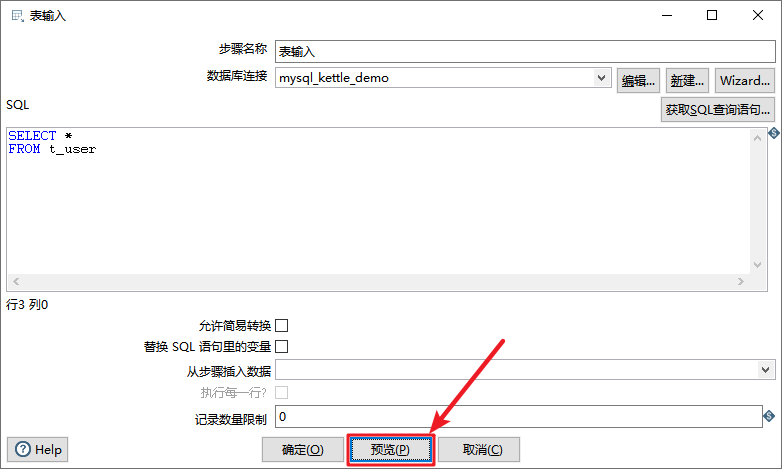 表输入
步骤名称 表输入
数据库连接 mysql_kettle_demo 编辑... 新建... Wizard...
SQL 获取SQL查询语句...
SELECT *
FROM t_user
行3 列0
允许简易转换
替换 SQL 语句里的变量
从步骤插入数据
执行每一行?
记录数量限制 0
Help 确定(O) 预览(P) 取消(C)